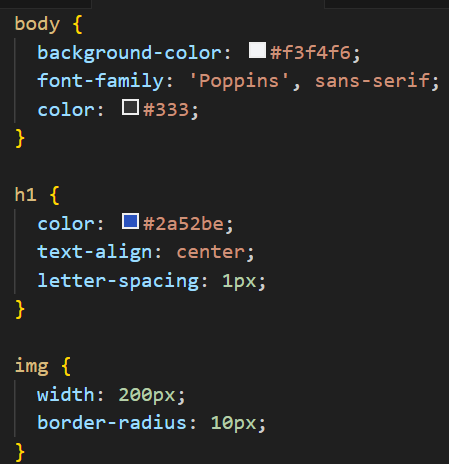 body {
background-color: #f3f4f6;
font-family: 'Poppins', sans-serif;
color: #333;
}
h1 {
color: #2a52be;
text-align: center;
letter-spacing: 1px;
}
img {
width: 200px;
border-radius: 10px;
}